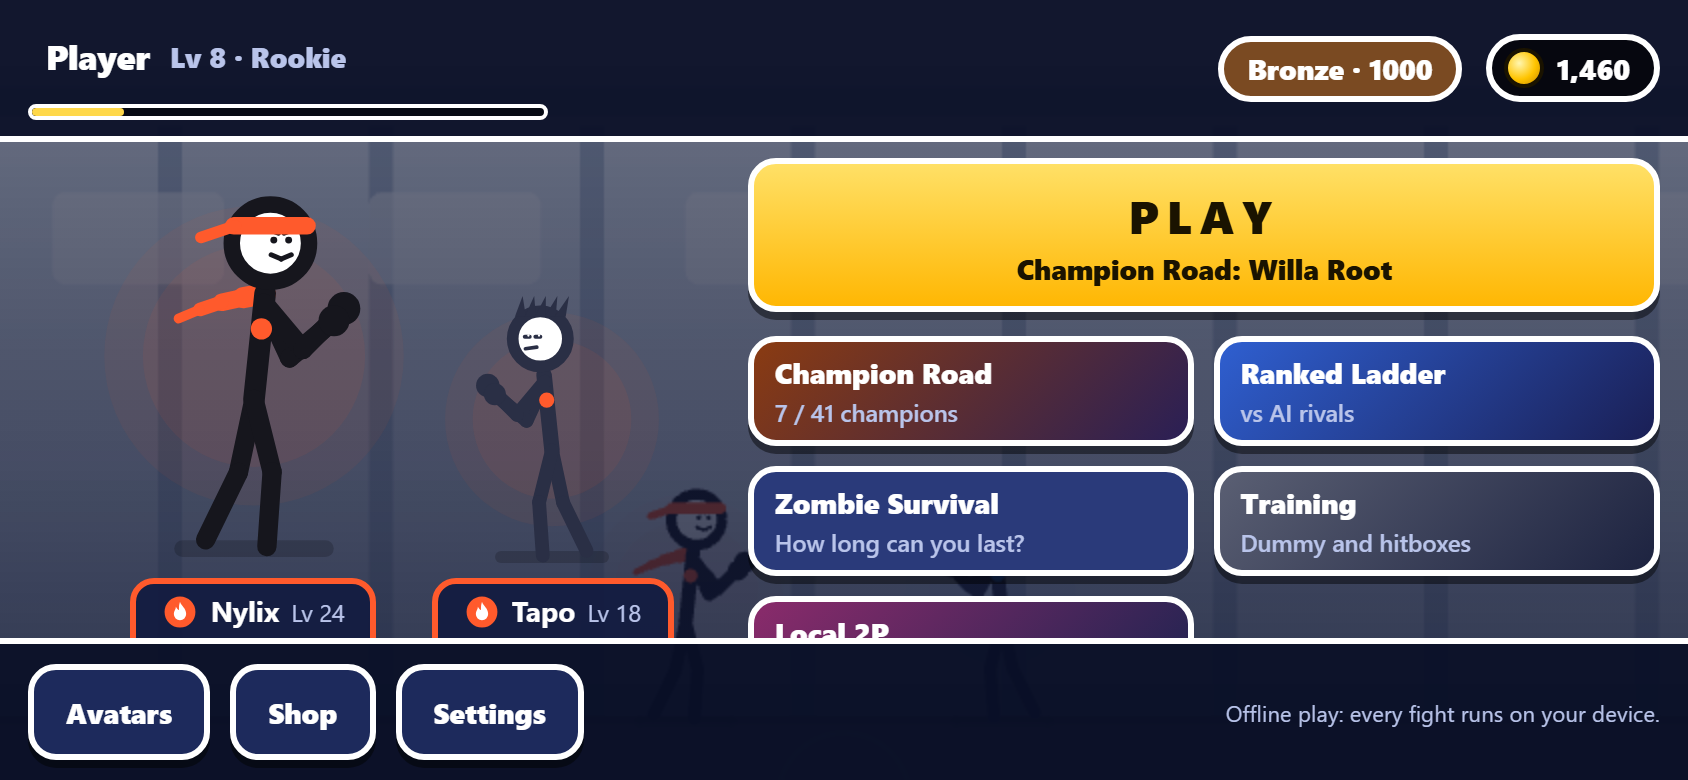 Player Lv 8 · Rookie
Bronze · 1000
1,460
PLAY
Champion Road: Willa Root
Champion Road
7 / 41 champions
Ranked Ladder
vs AI rivals
Zombie Survival
How long can you last?
Training
Dummy and hitboxes
Local 2P
Nylix Lv 24
Tapo Lv 18
Avatars
Shop
Settings
Offline play: every fight runs on your device.